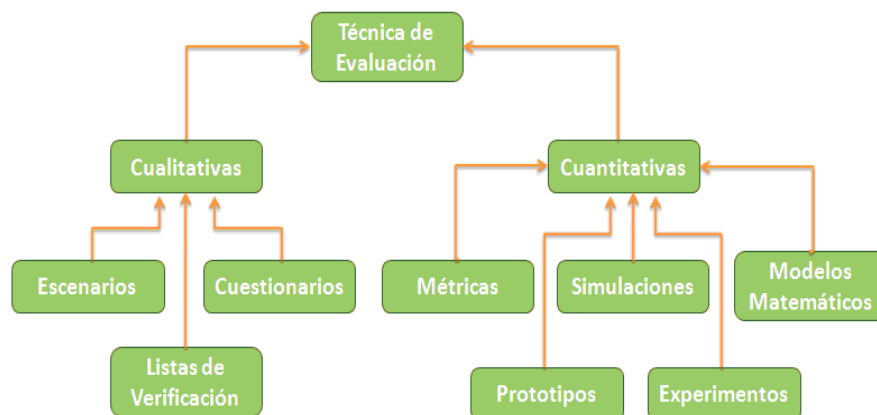 Técnica de
Evaluación
Cualitativas
Cuantitativas
Escenarios
Cuestionarios
Métricas
Simulaciones
Modelos
Matemáticos
Listas de
Verificación
Prototipos
Experimentos